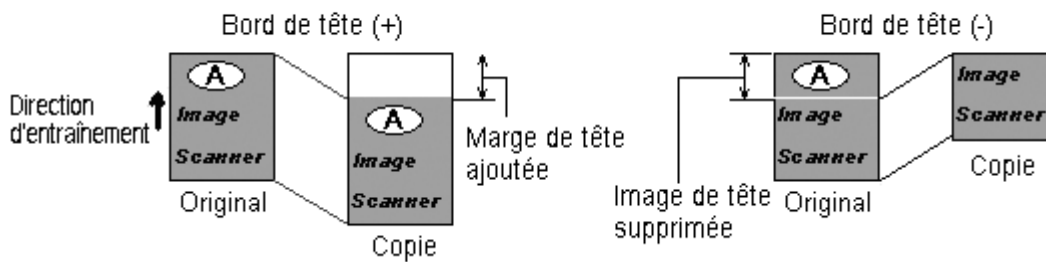 Bord de tête (+)
A
Image
Scanner
Original
Direction
d'entraînement
A
Image
Scanner
Copie
Marge de tête
ajoutée
Bord de tête (-)
A
Image
Scanner
Original
Image de tête
supprimée
Image
Scanner
Copie